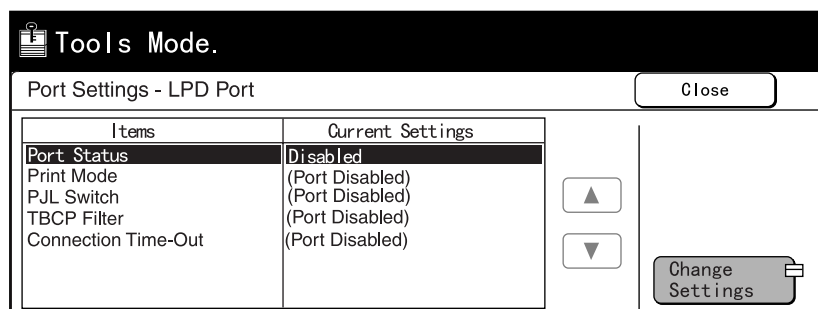 Tools Mode.
Port Settings - LPD Port
Close
Items Current Settings
Port Status Disabled
Print Mode (Port Disabled)
PJL Switch (Port Disabled)
TBCP Filter (Port Disabled)
Connection Time-Out (Port Disabled)
Change
Settings